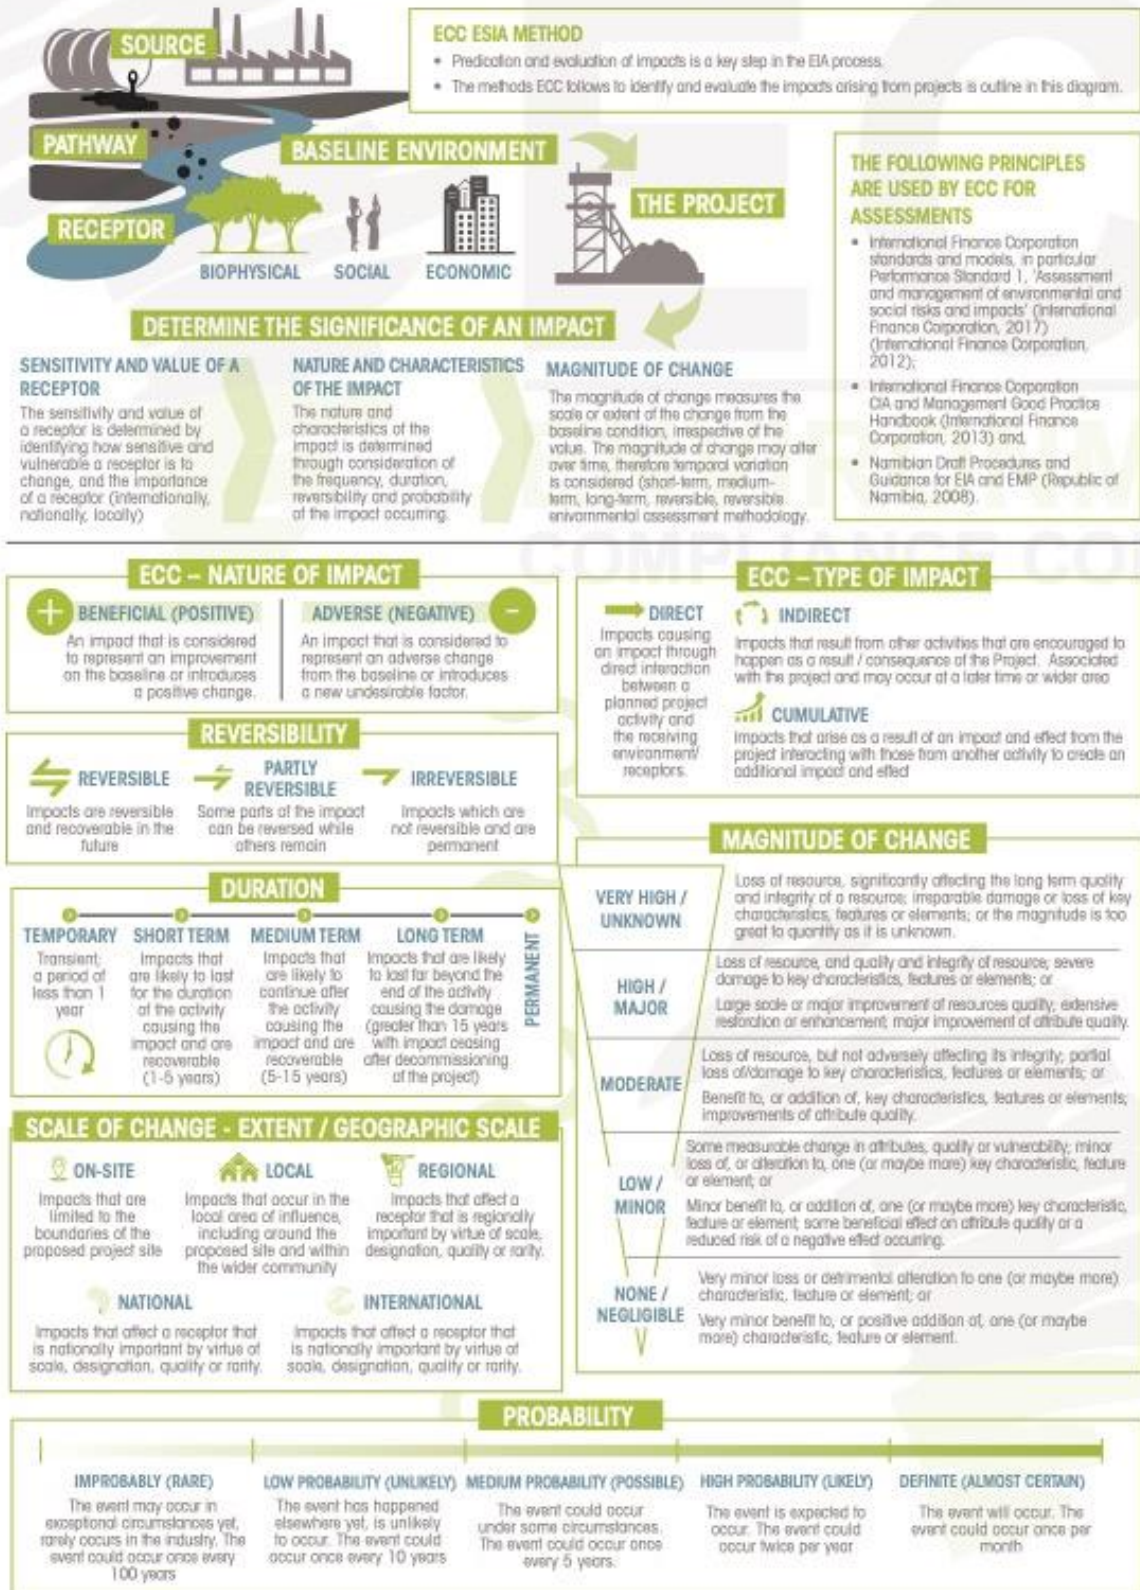 SOURCE
PATHWAY
RECEPTOR
BASELINE ENVIRONMENT
BIOPHYSICAL
SOCIAL
ECONOMIC
THE PROJECT
ECC ESIA METHOD
• Predication and evaluation of impacts is a key step in the EIA process.
• The methods ECC follows to identify and evaluate the impacts arising from projects is outline in this diagram.
THE FOLLOWING PRINCIPLES
ARE USED BY ECC FOR
ASSESSMENTS
• International Finance Corporation
standards and models, in particular
Performance Standard 1, 'Assessment
and management of environmental and
social risks and impacts' (International
Finance Corporation, 2017)
(International Finance Corporation,
2012);
• International Finance Corporation
CIA and Management Good Practice
Handbook (International Finance
Corporation, 2013) and,
• Namibian Draft Procedures and
Guidance for EIA and EMP (Republic of
Namibia, 2008).
DETERMINE THE SIGNIFICANCE OF AN IMPACT
SENSITIVITY AND VALUE OF A
RECEPTOR
The sensitivity and value of
a receptor is determined by
identifying how sensitive and
vulnerable a receptor is to
change, and the importance
of a receptor (internationally,
nationally, locally)
NATURE AND CHARACTERISTICS
OF THE IMPACT
The nature and
characteristics of the
impact is determined
through consideration of
the frequency, duration,
reversibility and probability
of the impact occurring.
MAGNITUDE OF CHANGE
The magnitude of change measures the
scale or extent of the change from the
baseline condition, irrespective of the
value. The magnitude of change may alter
over time, therefore temporal variation
is considered (short-term, medium-
term, long-term, reversible, reversible
environmental assessment methodology.
COMPLIANCE CO
ECC – NATURE OF IMPACT
BENEFICIAL (POSITIVE)
An impact that is considered
to represent an improvement
on the baseline or introduces
a positive change.
ADVERSE (NEGATIVE)
An impact that is considered to
represent an adverse change
from the baseline or introduces
a new undesirable factor.
ECC – TYPE OF IMPACT
DIRECT
Impacts causing
an impact through
direct interaction
between a
planned project
activity and
the receiving
environment/
receptors.
INDIRECT
Impacts that result from other activities that are encouraged to
happen as a result / consequence of the Project. Associated
with the project and may occur at a later time or wider area
CUMULATIVE
Impacts that arise as a result of an impact and effect from the
project interacting with those from another activity to create an
additional impact and effect
REVERSIBILITY
REVERSIBLE
Impacts are reversible
and recoverable in the
future
PARTLY
REVERSIBLE
Some parts of the impact
can be reversed while
others remain
IRREVERSIBLE
Impacts which are
not reversible and are
permanent
DURATION
TEMPORARY
Transient;
a period of
less than 1
year
SHORT TERM
Impacts that
are likely to last
for the duration
of the activity
causing the
impact and are
recoverable
(1-5 years)
MEDIUM TERM
Impacts that
are likely to
continue after
the activity
causing the
impact and are
recoverable
(5-15 years)
LONG TERM
Impacts that are likely
to last far beyond the
end of the activity
causing the damage
(greater than 15 years
with impact ceasing
after decommissioning
of the project)
PERMANENT
MAGNITUDE OF CHANGE
VERY HIGH /
UNKNOWN
Loss of resource, significantly affecting the long term quality
and integrity of a resource; irreparable damage or loss of key
characteristics, features or elements; or the magnitude is too
great to quantify as it is unknown.
HIGH /
MAJOR
Loss of resource, and quality and integrity of resource; severe
damage to key characteristics, features or elements; or
Large scale or major improvement of resources quality; extensive
restoration or enhancement; major improvement of attribute quality.
MODERATE
Loss of resource, but not adversely affecting its integrity; partial
loss of/damage to key characteristics, features or elements; or
Benefit to, or addition of, key characteristics, features or elements;
improvements of attribute quality.
LOW /
MINOR
Some measurable change in attributes, quality or vulnerability; minor
loss of, or alteration to, one (or maybe more) key characteristic, feature
or element; or
Minor benefit to, or addition of, one (or maybe more) key characteristic,
feature or element; some beneficial effect on attribute quality or a
reduced risk of a negative effect occurring.
NONE /
NEGLIGIBLE
Very minor loss or detrimental alteration to one (or maybe more)
characteristic, feature or element; or
Very minor benefit to, or positive addition of, one (or maybe
more) characteristic, feature or element.
SCALE OF CHANGE - EXTENT / GEOGRAPHIC SCALE
ON-SITE
Impacts that are
limited to the
boundaries of the
proposed project site
LOCAL
Impacts that occur in the
local area of influence,
including around the
proposed site and within
the wider community
REGIONAL
Impacts that affect a
receptor that is regionally
important by virtue of scale,
designation, quality or rarity.
NATIONAL
Impacts that affect a receptor that
is nationally important by virtue of
scale, designation, quality or rarity.
INTERNATIONAL
Impacts that affect a receptor that
is nationally important by virtue of
scale, designation, quality or rarity.
PROBABILITY
IMPROBABLY (RARE)
The event may occur in
exceptional circumstances yet,
rarely occurs in the industry. The
event could occur once every
100 years
LOW PROBABILITY (UNLIKELY)
The event has happened
elsewhere yet, is unlikely
to occur. The event could
occur once every 10 years
MEDIUM PROBABILITY (POSSIBLE)
The event could occur
under some circumstances.
The event could occur once
every 5 years.
HIGH PROBABILITY (LIKELY)
The event is expected to
occur. The event could
occur twice per year
DEFINITE (ALMOST CERTAIN)
The event will occur. The
event could occur once per
month